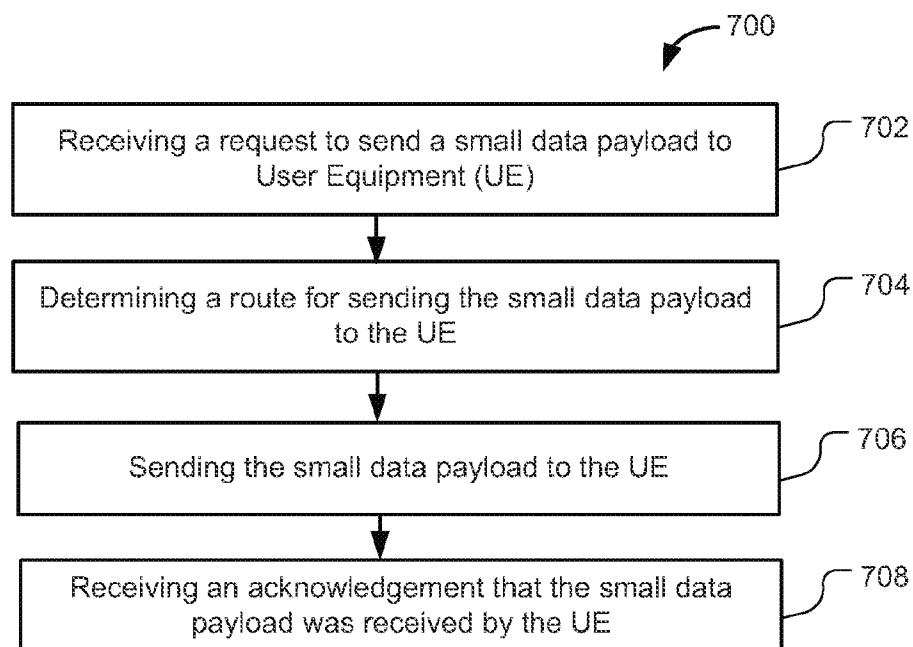 700
Receiving a request to send a small data payload to
User Equipment (UE)
702
Determining a route for sending the small data payload
to the UE
704
Sending the small data payload to the UE
706
Receiving an acknowledgement that the small data
payload was received by the UE
708